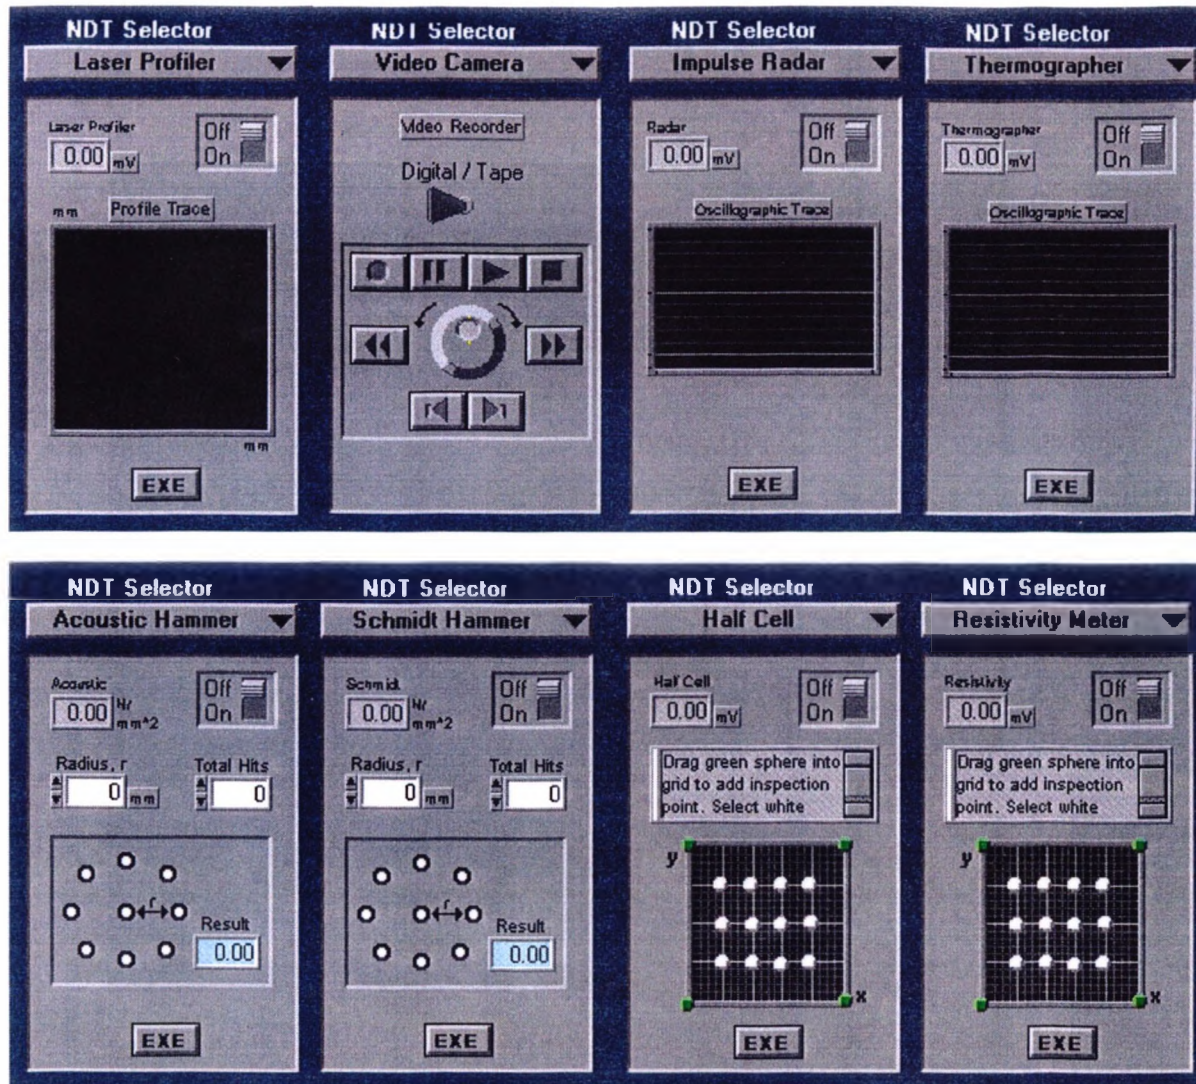 NDT Selector
Laser Profiler
Laser Profiler
0.00 mV
Off
On
mm Profile Trace
mm
EXE
NDT Selector
Video Camera
Video Recorder
Digital / Tape
EXE
NDT Selector
Impulse Radar
Radar
0.00 mV
Off
On
Oscillographic Trace
EXE
NDT Selector
Thermographer
Thermographer
0.00 mV
Off
On
Oscillographic Trace
EXE
NDT Selector
Acoustic Hammer
Acoustic
0.00 N/
mm^2
Off
On
Radius, r
0 mm
Total Hits
0
r
Result
0.00
EXE
NDT Selector
Schmidt Hammer
Schmidt
0.00 N/
mm^2
Off
On
Radius, r
0 mm
Total Hits
0
r
Result
0.00
EXE
NDT Selector
Half Cell
Half Cell
0.00 mV
Off
On
Drag green sphere into
grid to add inspection
point. Select white
y
x
EXE
NDT Selector
Resistivity Meter
Resistivity
0.00 mV
Off
On
Drag green sphere into
grid to add inspection
point. Select white
y
x
EXE